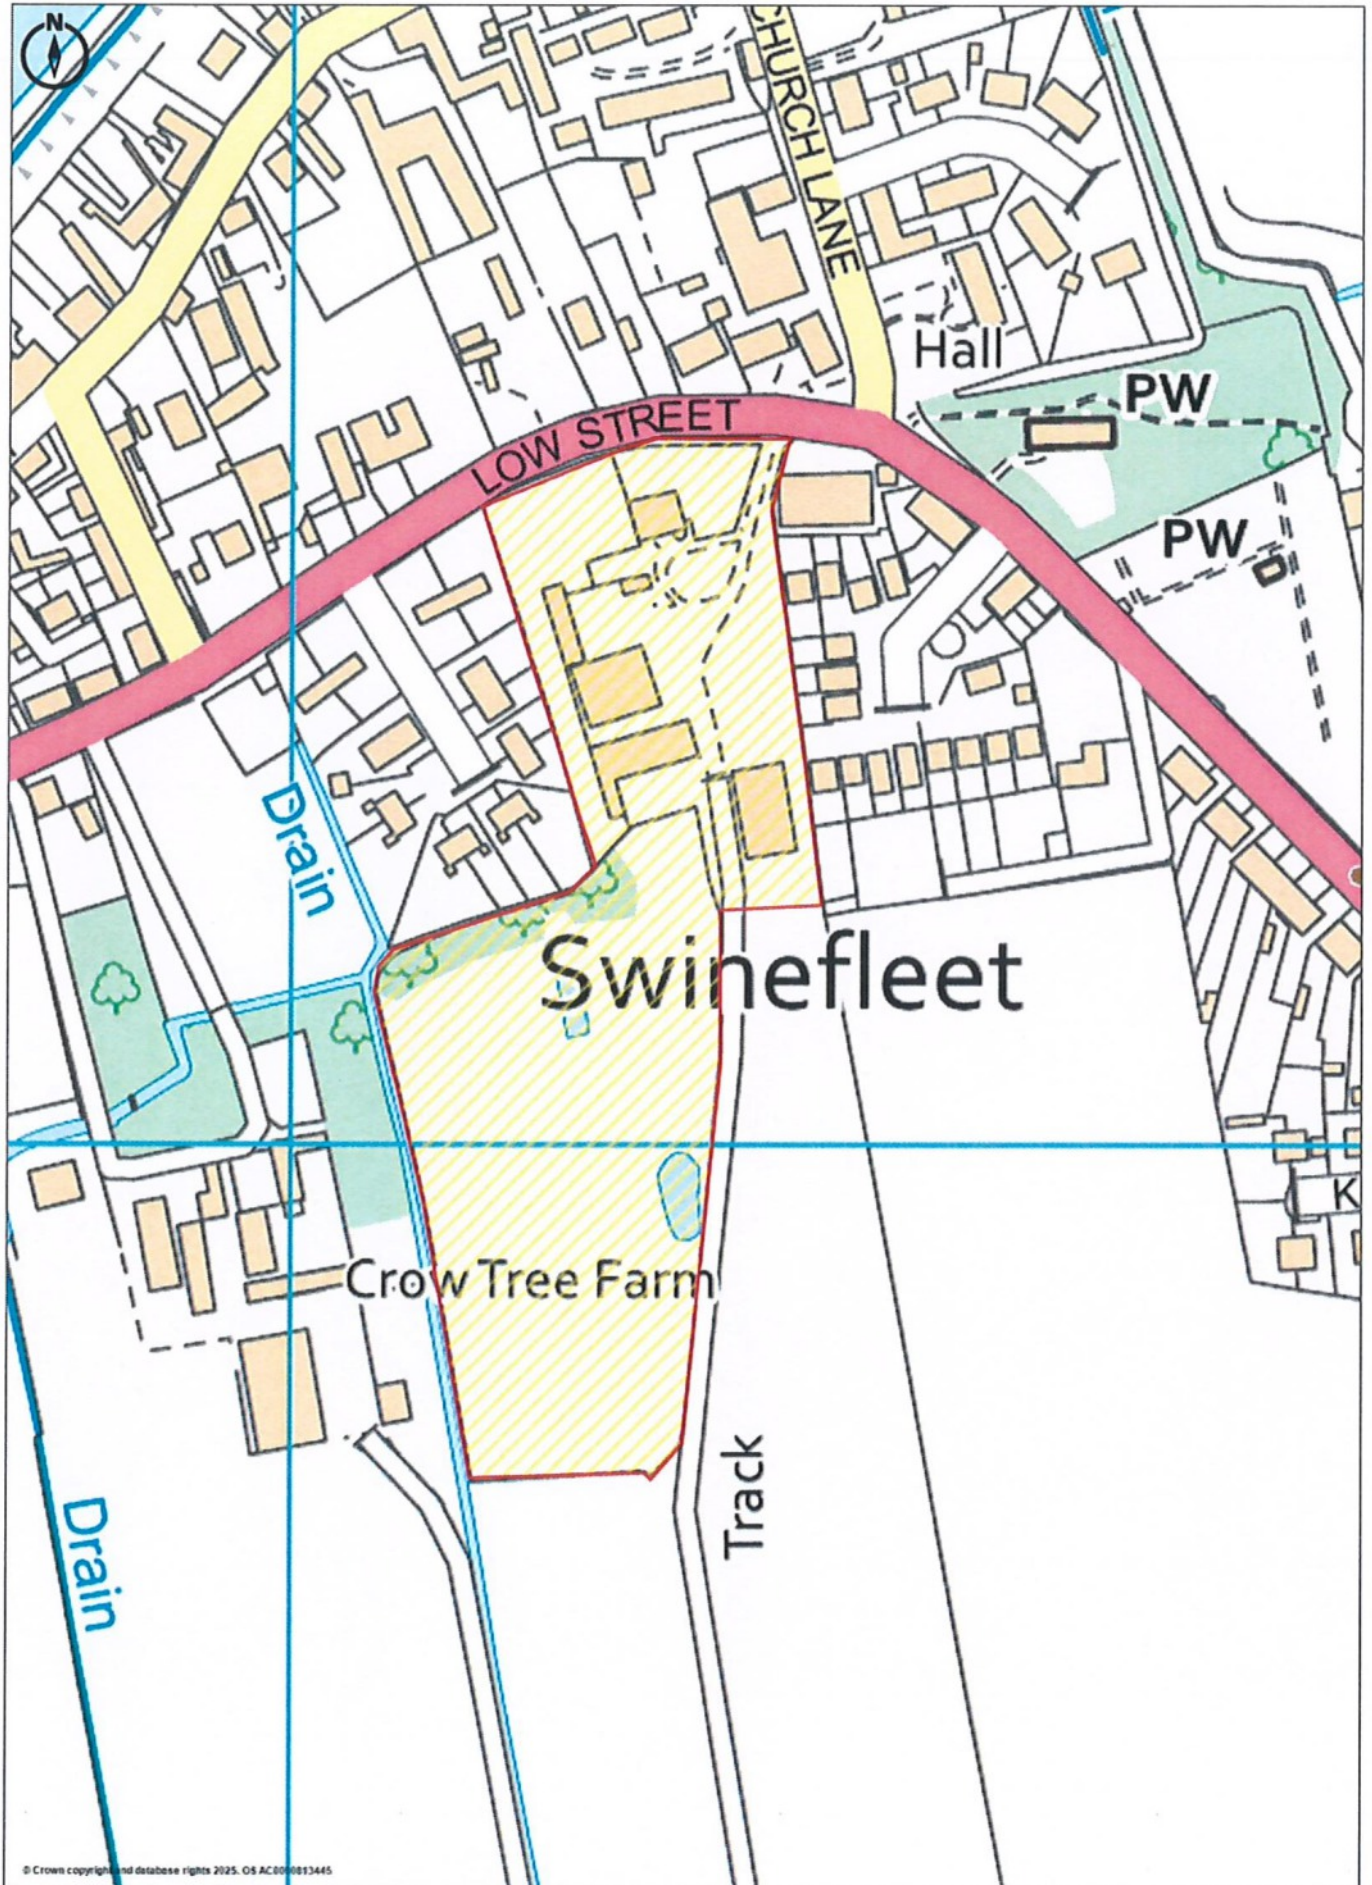 N
CHURCH LANE
Hall
PW
LOW STREET
PW
Drain
Swinefleet
K
Crow Tree Farm
Track
Drain
© Crown copyright and database rights 2025. OS AC0000813445